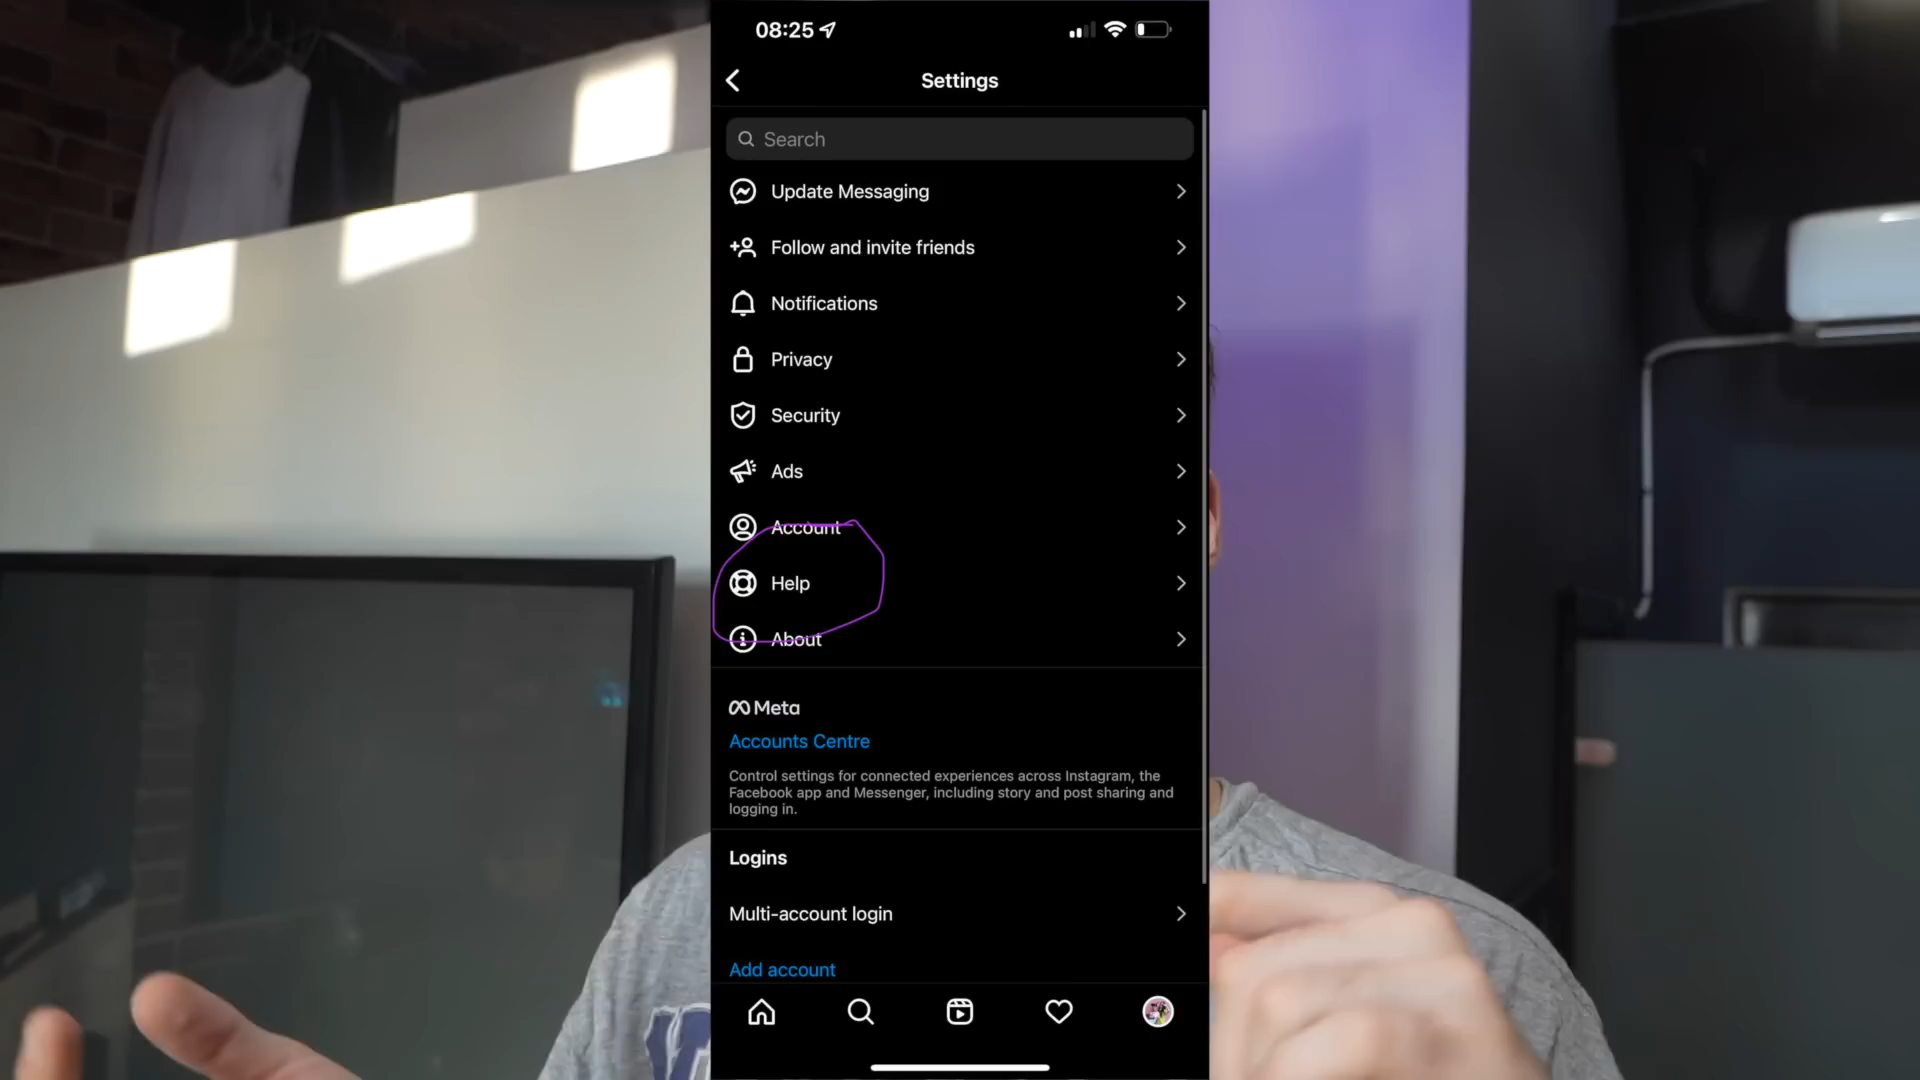 08:25
Settings
Search
Update Messaging
Follow and invite friends
Notifications
Privacy
Security
Ads
Account
Help
About
Meta
Accounts Centre
Control settings for connected experiences across Instagram, the
Facebook app and Messenger, including story and post sharing and
logging in.
Logins
Multi-account login
Add account